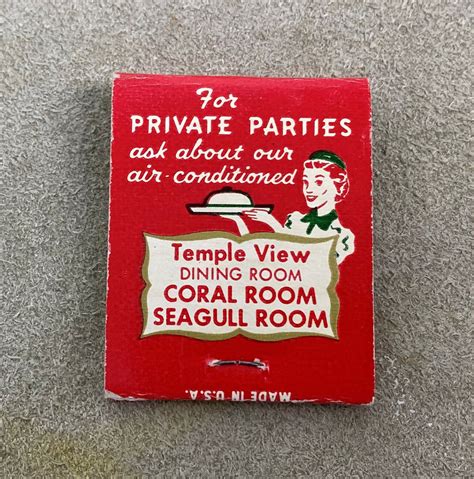 For
PRIVATE PARTIES
ask about our
air-conditioned
Temple View
DINING ROOM
CORAL ROOM
SEAGULL ROOM
MADE IN U.S.A.